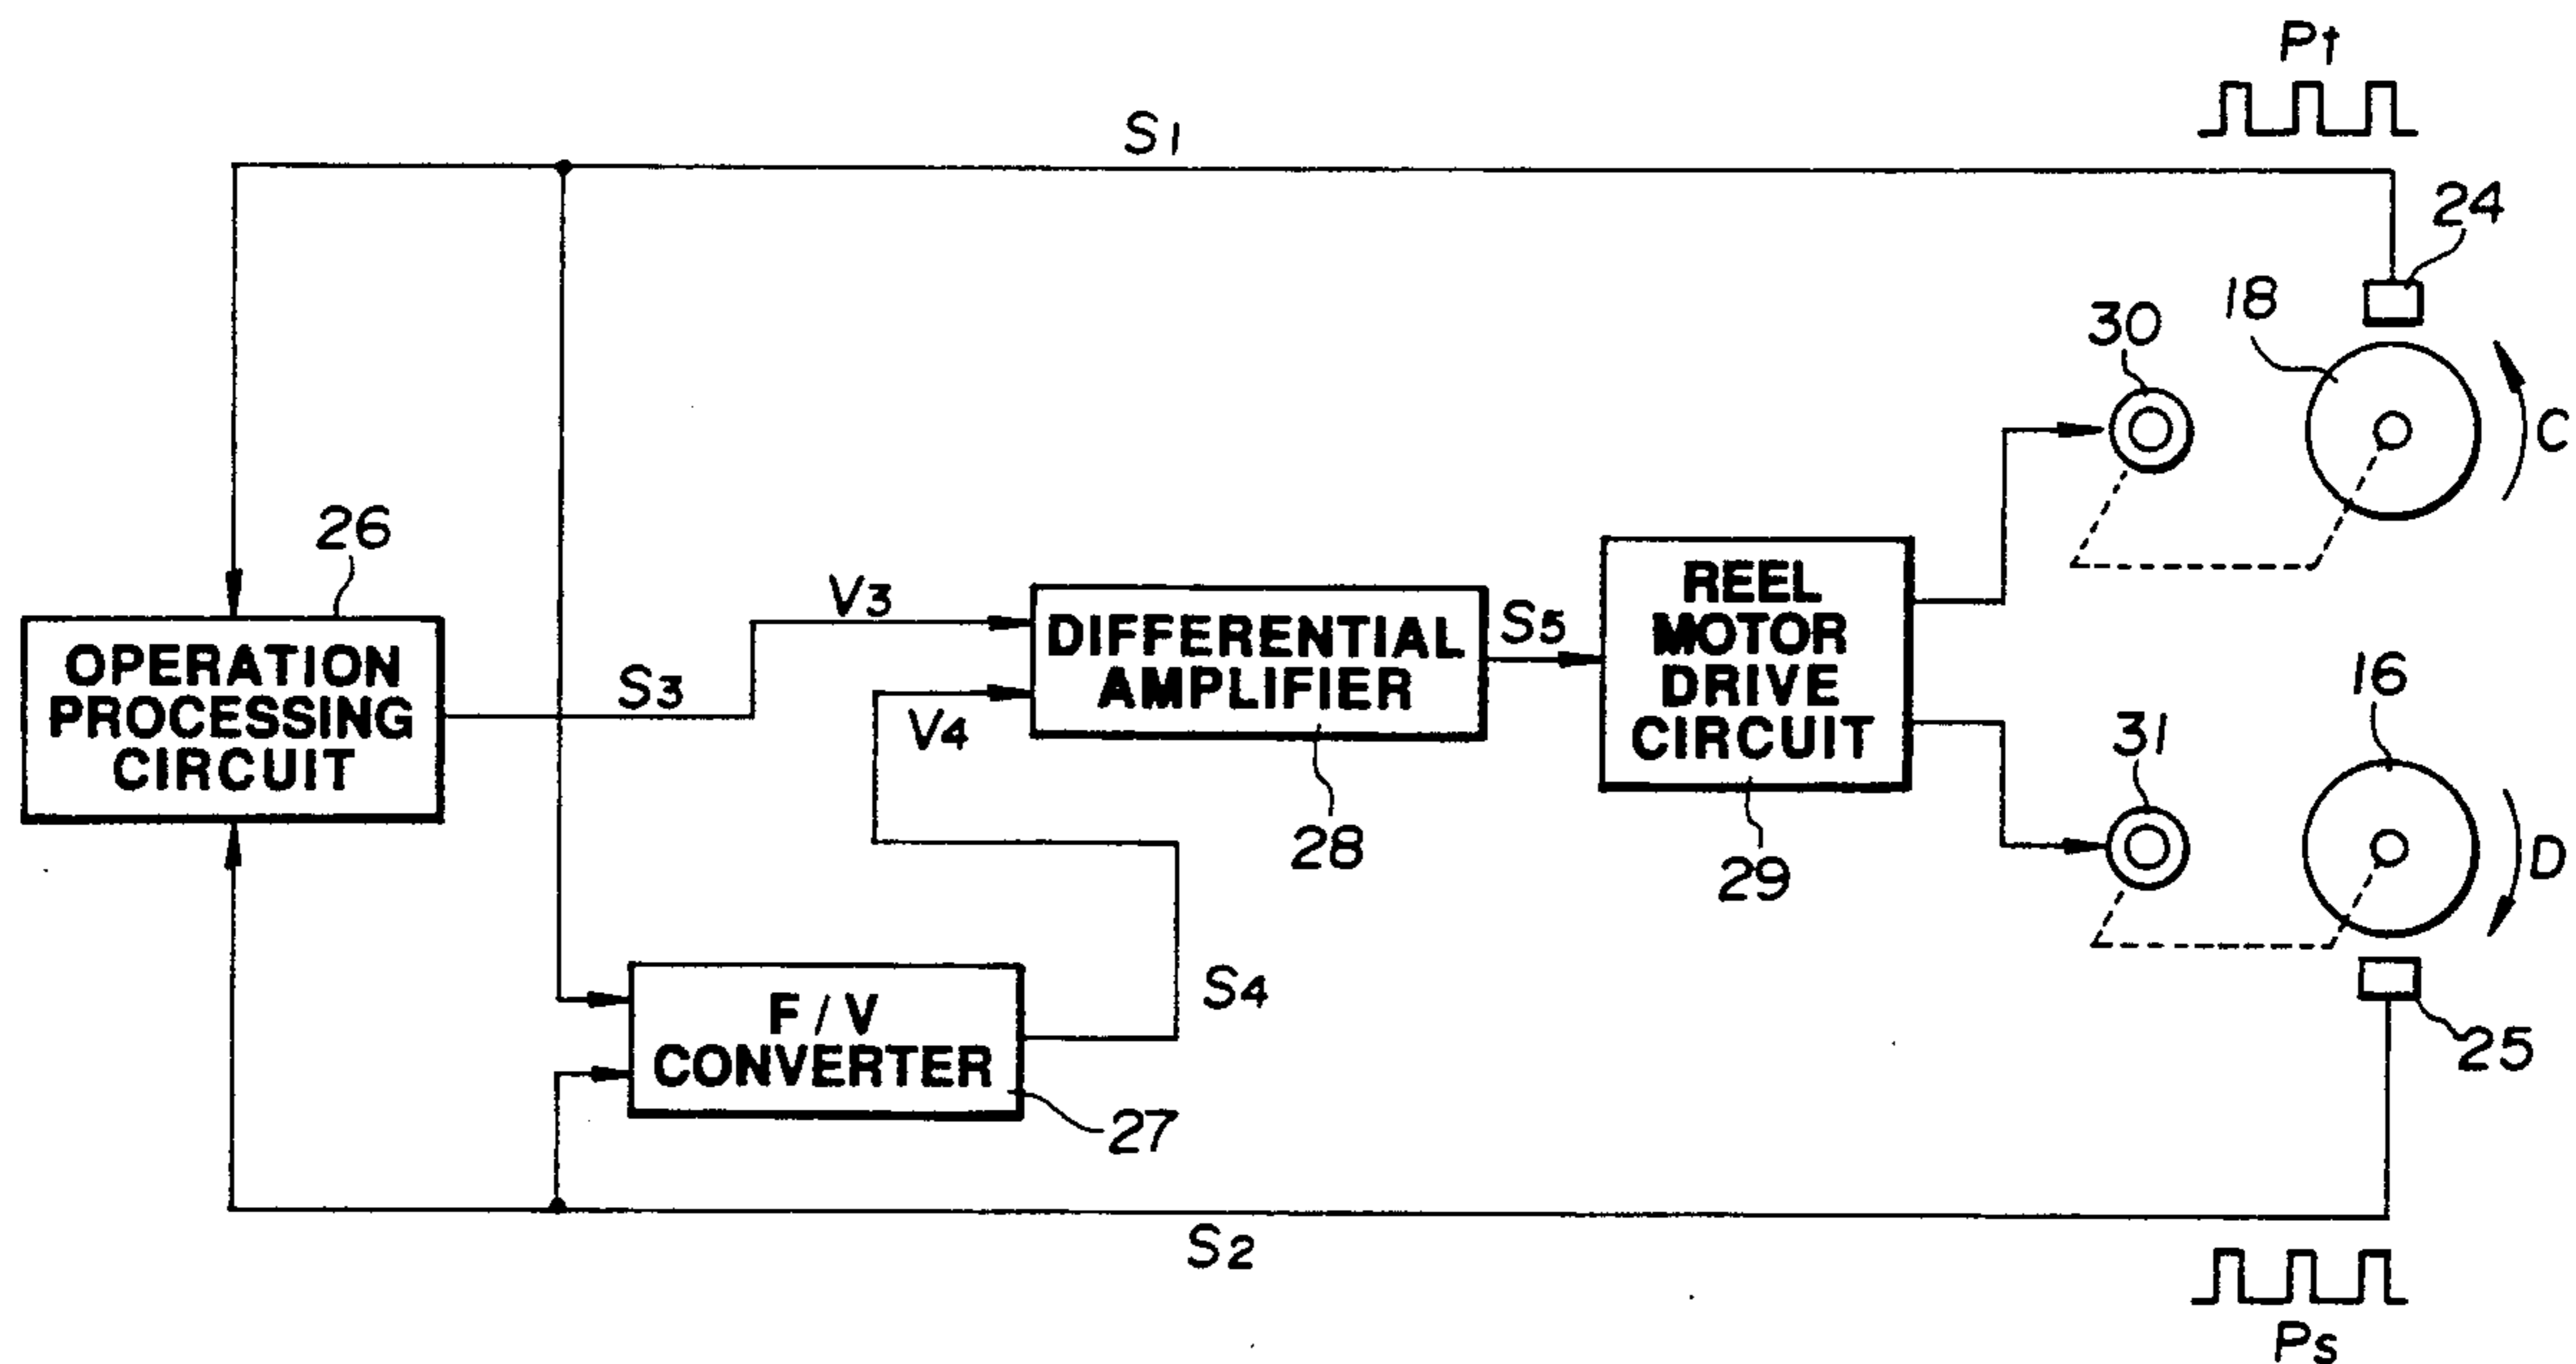 Pt
S1
24
18
30
C
26
V3
DIFFERENTIAL
AMPLIFIER
S5
REEL
MOTOR
DRIVE
CIRCUIT
OPERATION
PROCESSING
CIRCUIT
S3
V4
16
31
28
29
D
F/V
CONVERTER
S4
27
25
S2
Ps